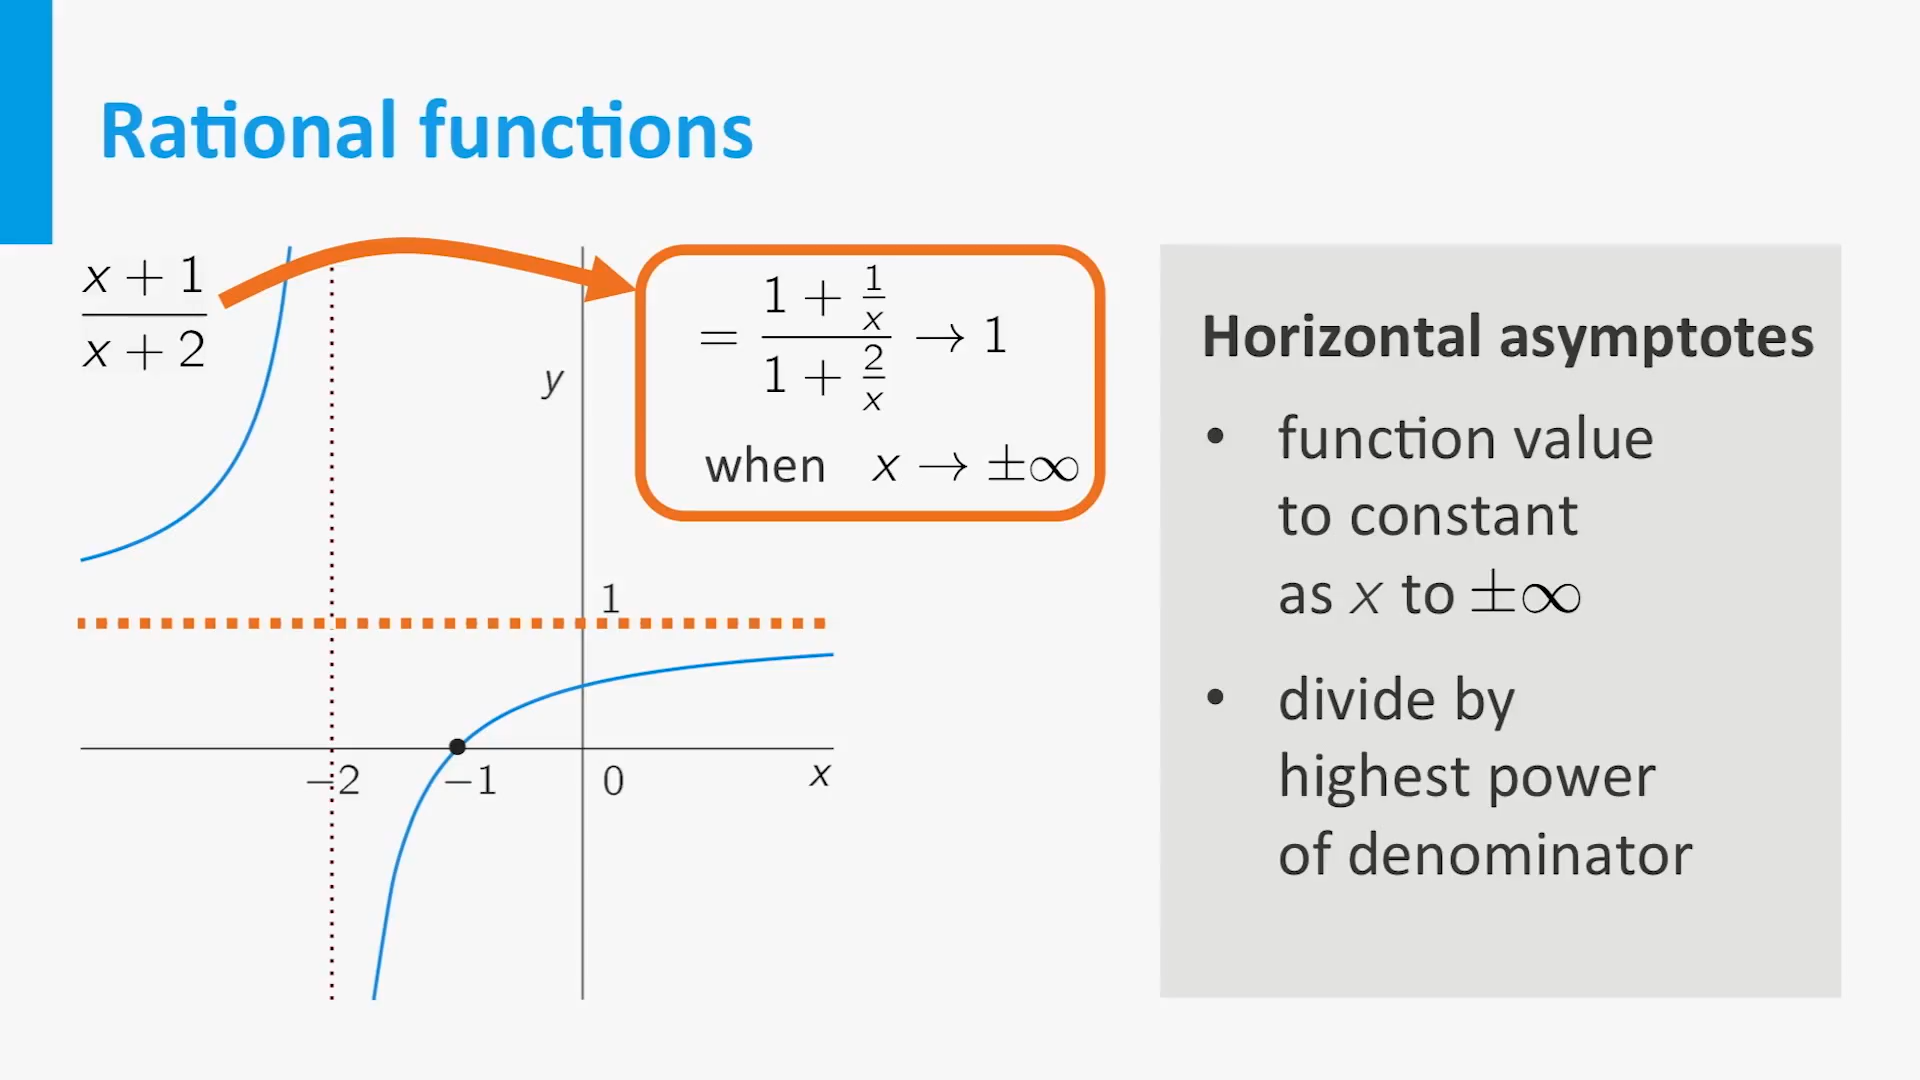 Rational functions
x + 1
x + 2
= (1 + 1/x)/(1 + 2/x) → 1
when x → ±∞
y
1
−2 −1 0 x
Horizontal asymptotes
• function value
to constant
as x to ±∞
• divide by
highest power
of denominator